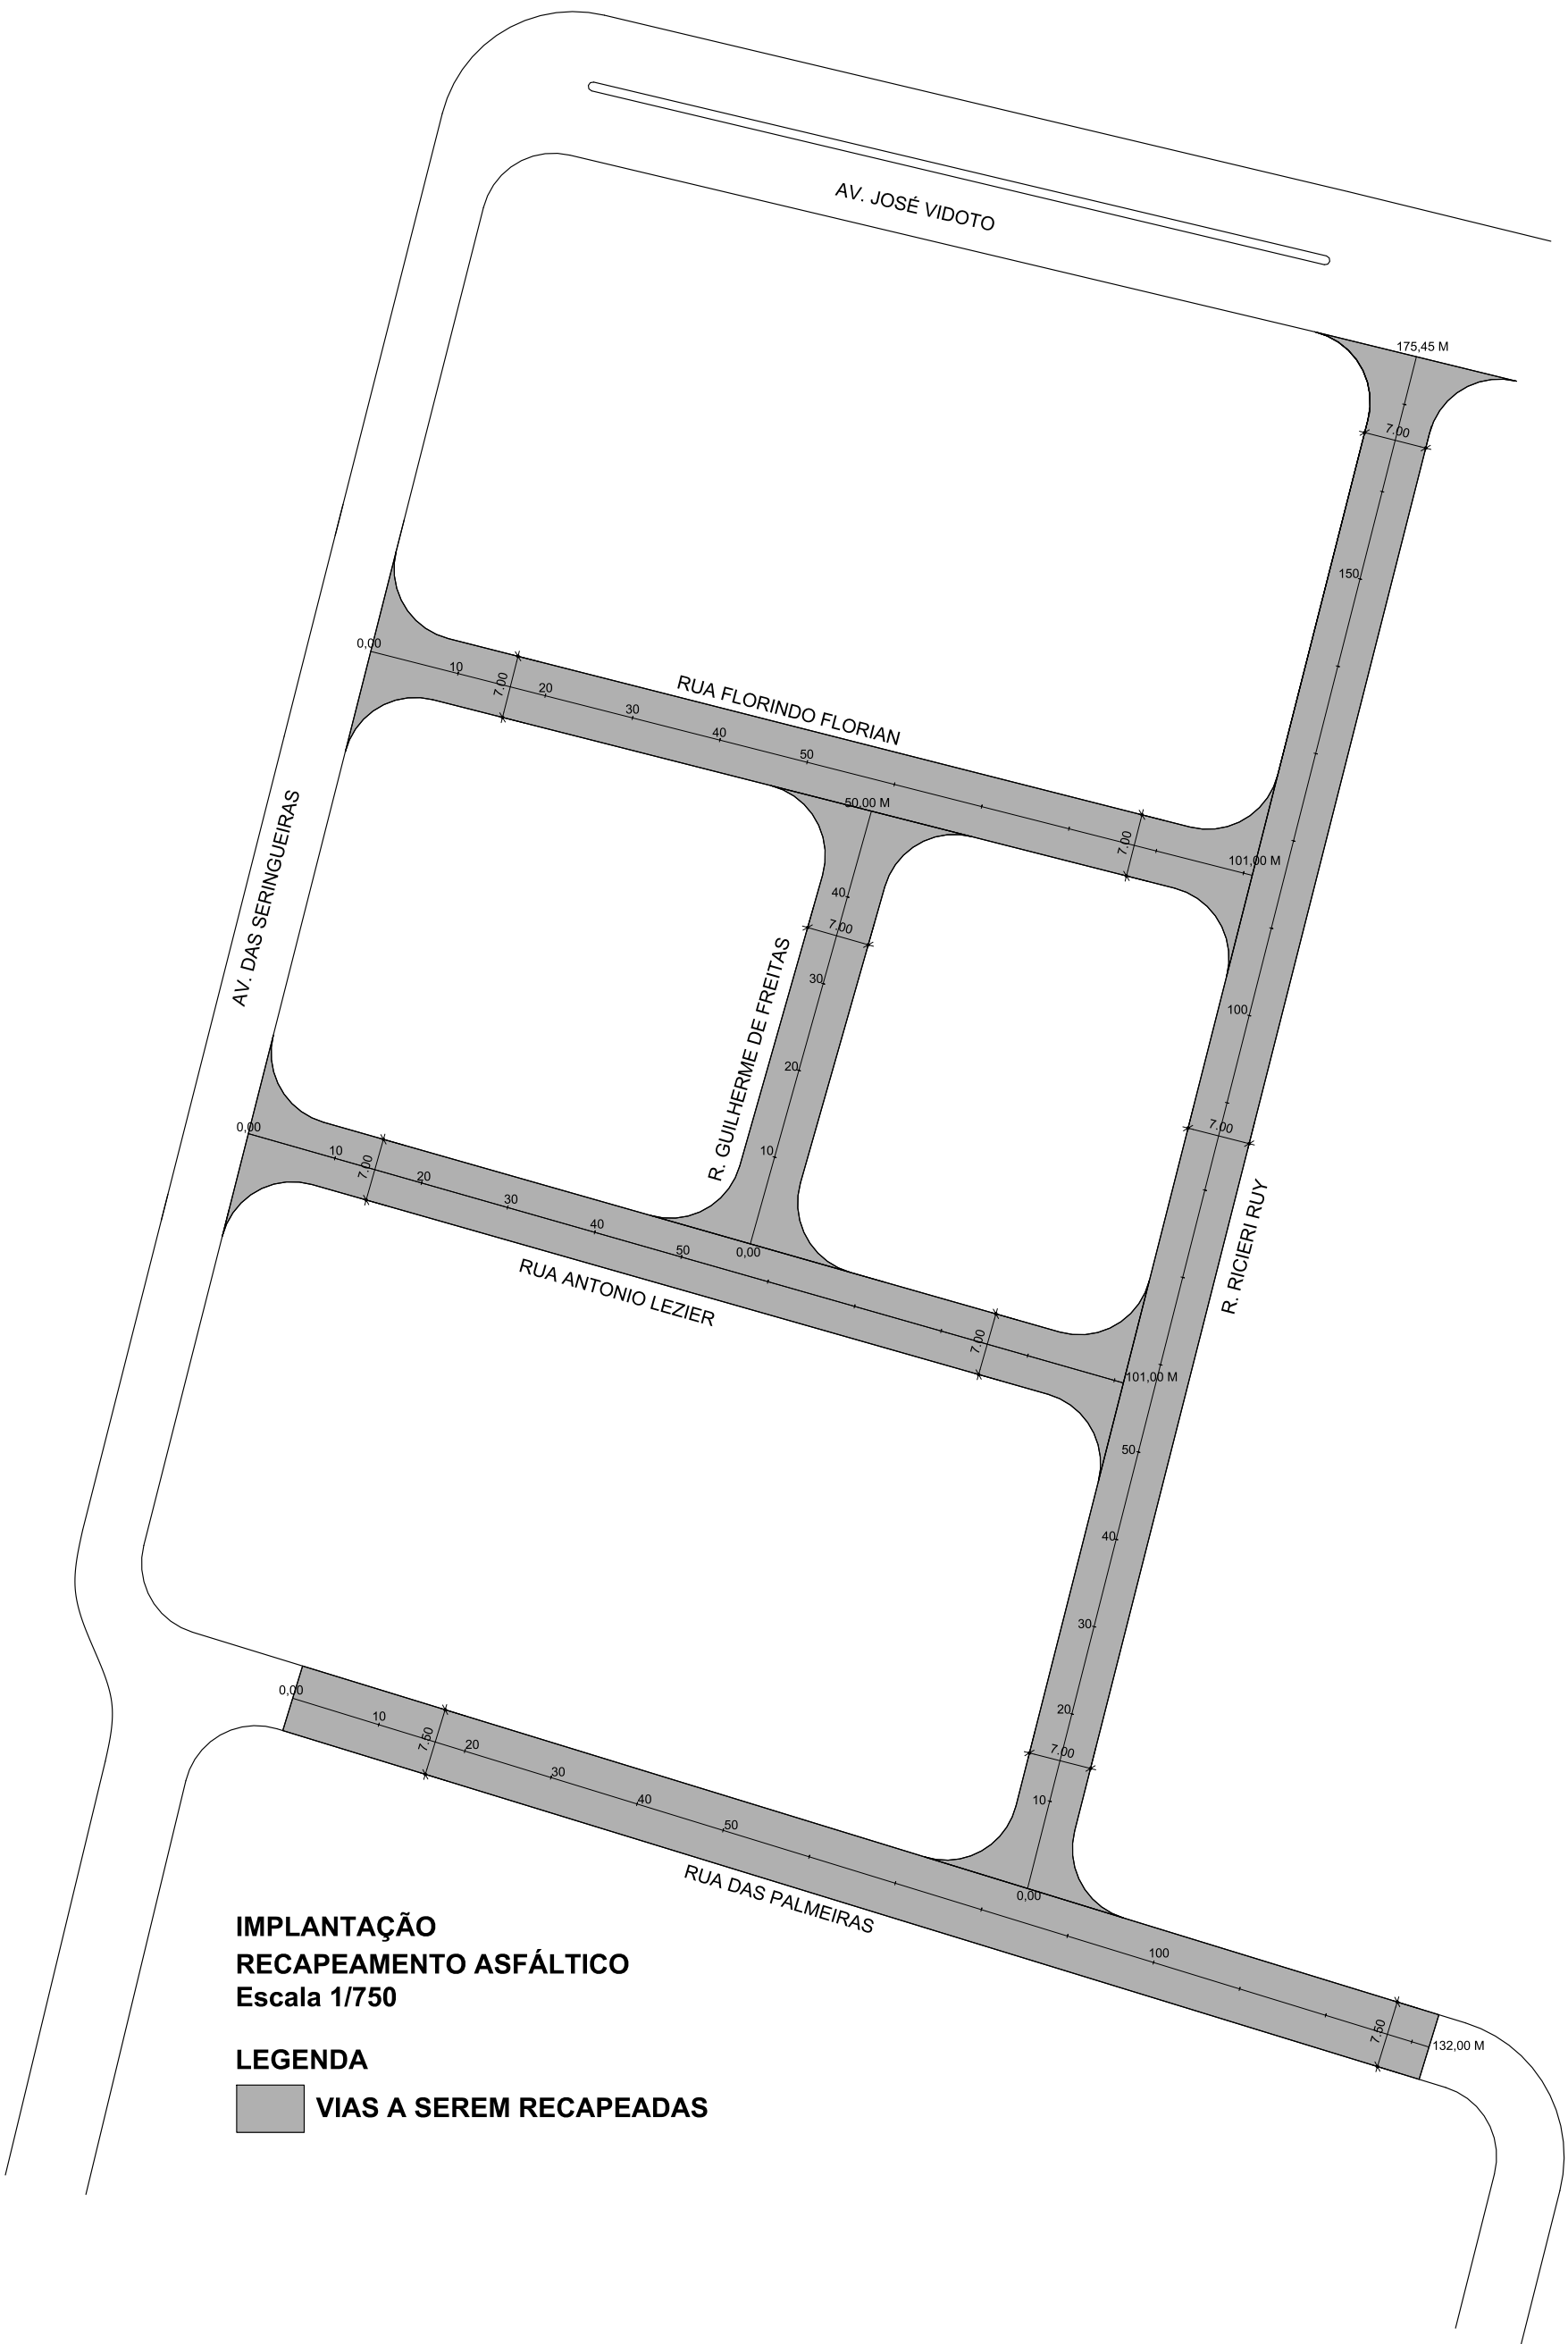 AV. JOSÉ VIDOTO
175,45 M
7.00
150
0,00
10
7.00
20
30
40
50
RUA FLORINDO FLORIAN
50,00 M
7.00
101,00 M
AV. DAS SERINGUEIRAS
40
7.00
30
20
10
0,00
R. GUILHERME DE FREITAS
100
7.00
R. RICIERI RUY
0,00
10
7.00
20
30
40
50
RUA ANTONIO LEZIER
7.00
101,00 M
50
40
30
20
7.00
10
0,00
0,00
10
7.50
20
30
40
50
RUA DAS PALMEIRAS
100
7.50
132,00 M
IMPLANTAÇÃO
RECAPEAMENTO ASFÁLTICO
Escala 1/750
LEGENDA
VIAS A SEREM RECAPEADAS